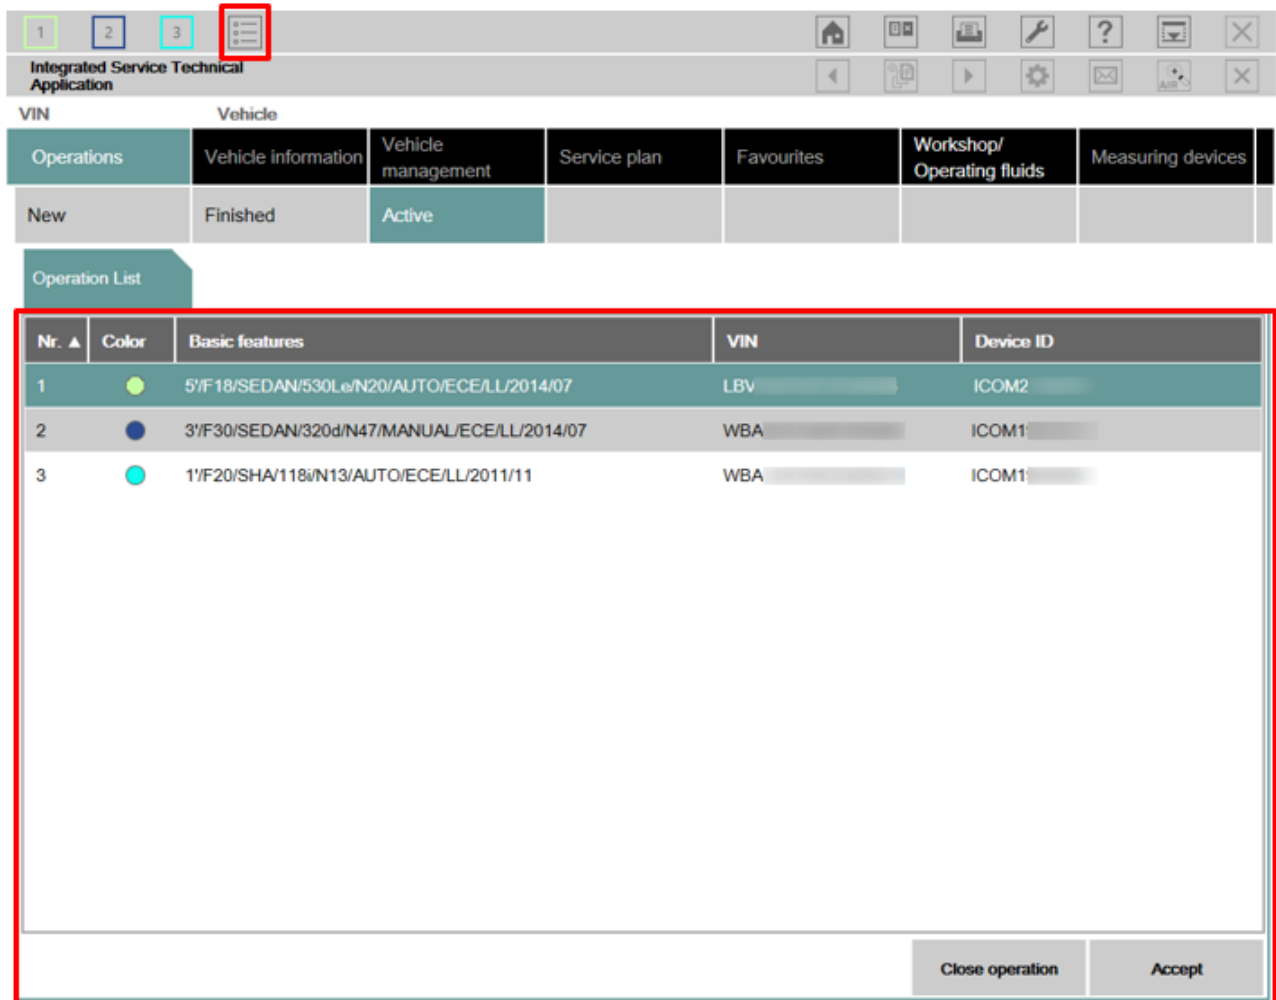 1 2 3
Integrated Service Technical
Application
VIN Vehicle
Operations Vehicle information Vehicle management Service plan Favourites Workshop/ Operating fluids Measuring devices
New Finished Active
Operation List
Nr. ▲ Color Basic features VIN Device ID
1 5'/F18/SEDAN/530Le/N20/AUTO/ECE/LL/2014/07 LBV ICOM2
2 3'/F30/SEDAN/320d/N47/MANUAL/ECE/LL/2014/07 WBA ICOM1
3 1'/F20/SHA/118i/N13/AUTO/ECE/LL/2011/11 WBA ICOM1
Close operation Accept